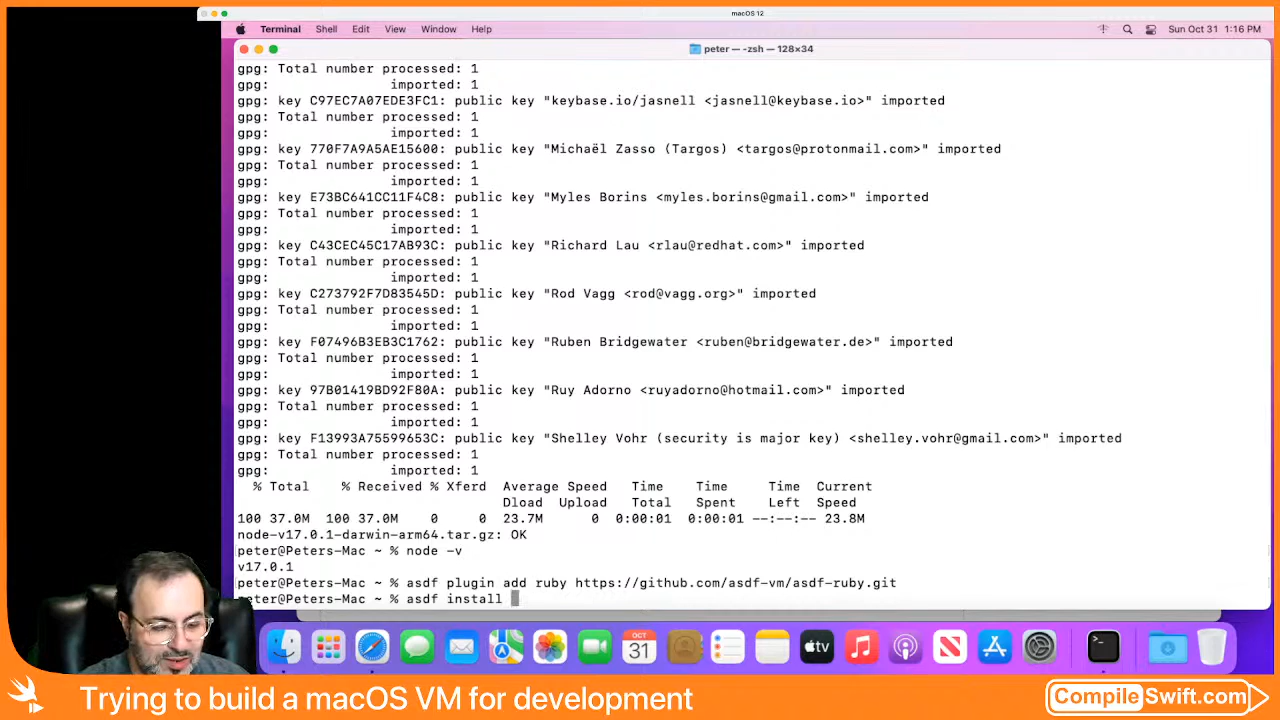 macOS 12
Terminal Shell Edit View Window Help Sun Oct 31 1:16 PM
peter — -zsh — 128×34
gpg: Total number processed: 1
gpg: imported: 1
gpg: key C97EC7A07EDE3FC1: public key "keybase.io/jasnell <jasnell@keybase.io>" imported
gpg: Total number processed: 1
gpg: imported: 1
gpg: key 770F7A9A5AE15600: public key "Michaël Zasso (Targos) <targos@protonmail.com>" imported
gpg: Total number processed: 1
gpg: imported: 1
gpg: key E73BC641CC11F4C8: public key "Myles Borins <myles.borins@gmail.com>" imported
gpg: Total number processed: 1
gpg: imported: 1
gpg: key C43CEC45C17AB93C: public key "Richard Lau <rlau@redhat.com>" imported
gpg: Total number processed: 1
gpg: imported: 1
gpg: key C273792F7D83545D: public key "Rod Vagg <rod@vagg.org>" imported
gpg: Total number processed: 1
gpg: imported: 1
gpg: key F07496B3EB3C1762: public key "Ruben Bridgewater <ruben@bridgewater.de>" imported
gpg: Total number processed: 1
gpg: imported: 1
gpg: key 97B01419BD92F80A: public key "Ruy Adorno <ruyadorno@hotmail.com>" imported
gpg: Total number processed: 1
gpg: imported: 1
gpg: key F13993A75599653C: public key "Shelley Vohr (security is major key) <shelley.vohr@gmail.com>" imported
gpg: Total number processed: 1
gpg: imported: 1
% Total % Received % Xferd Average Speed Time Time Time Current
Dload Upload Total Spent Left Speed
100 37.0M 100 37.0M 0 0 23.7M 0 0:00:01 0:00:01 --:--:-- 23.8M
node-v17.0.1-darwin-arm64.tar.gz: OK
peter@Peters-Mac ~ % node -v
v17.0.1
peter@Peters-Mac ~ % asdf plugin add ruby https://github.com/asdf-vm/asdf-ruby.git
peter@Peters-Mac ~ % asdf install
OCT
31
tv
Trying to build a macOS VM for development
CompileSwift.com